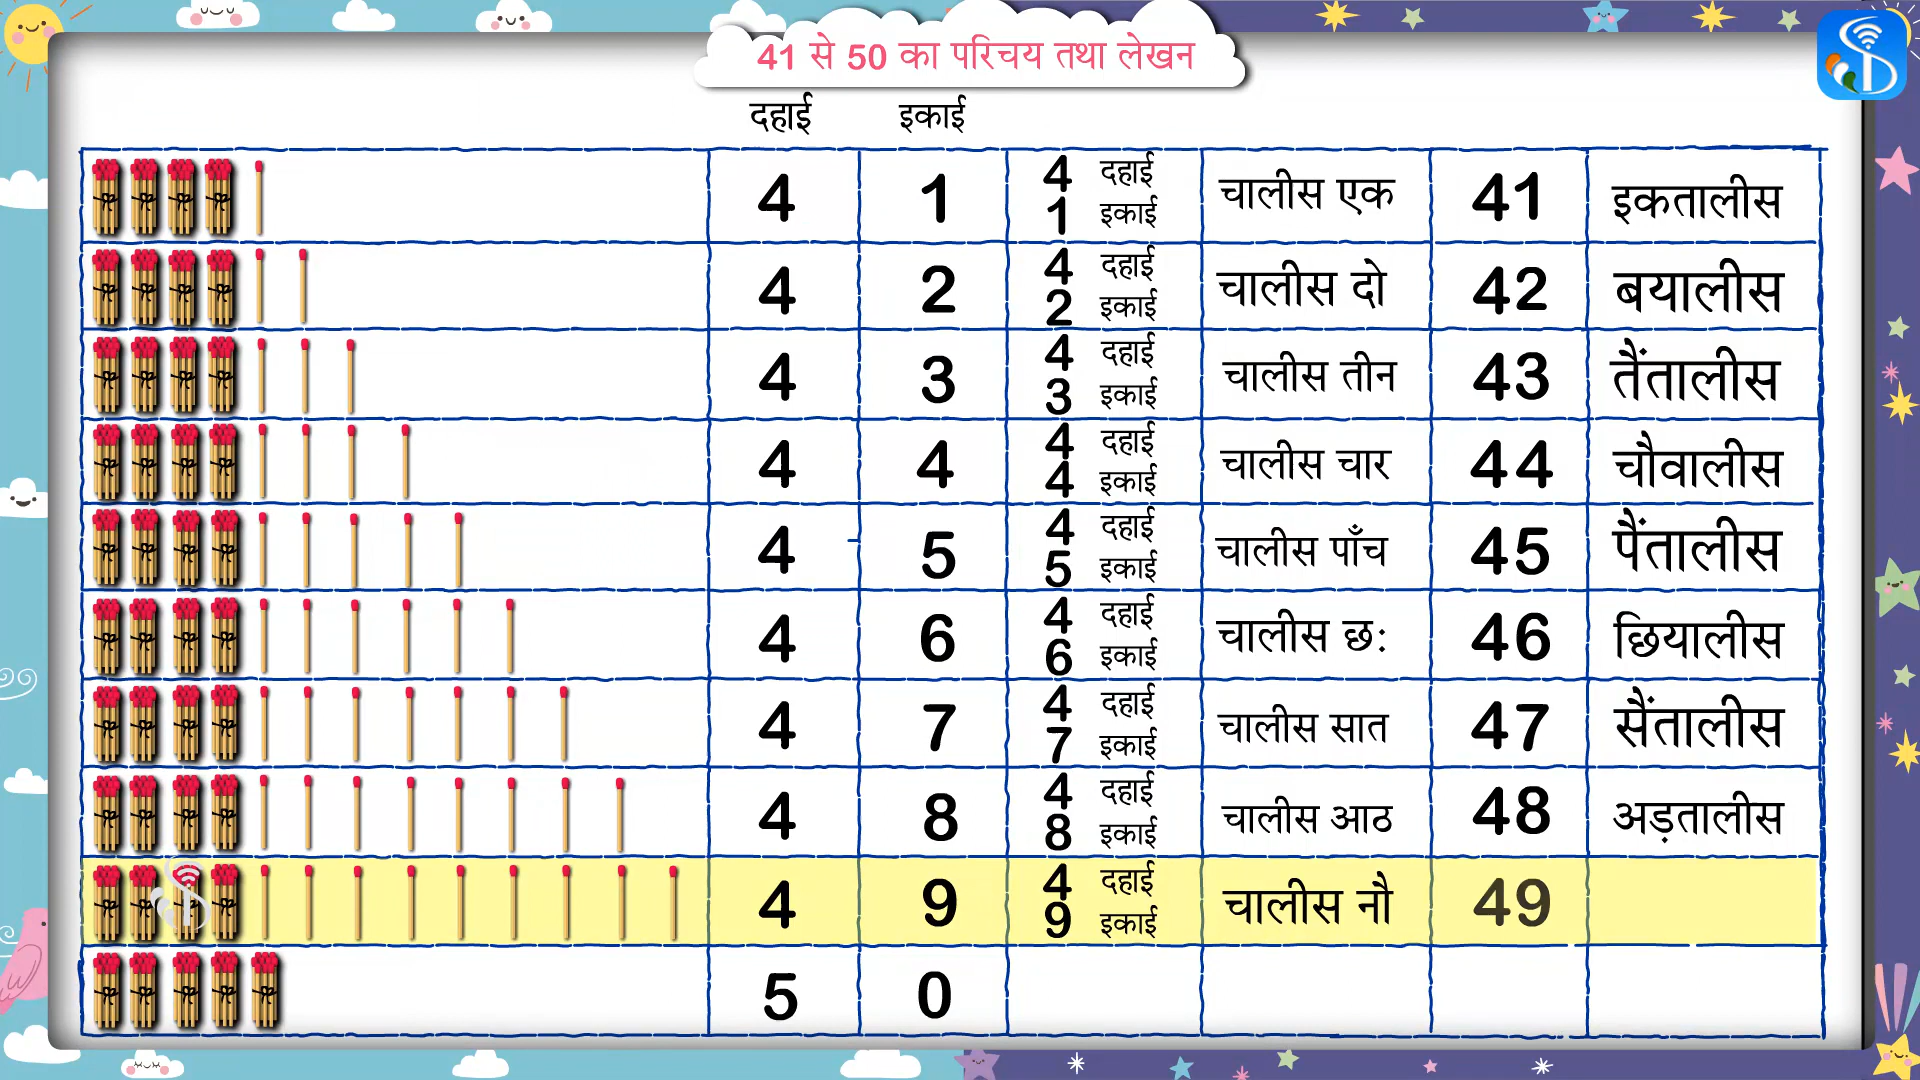 41 से 50 का परिचय तथा लेखन
दहाई इकाई
4 1 4 दहाई 1 इकाई चालीस एक 41 इकतालीस
4 2 4 दहाई 2 इकाई चालीस दो 42 बयालीस
4 3 4 दहाई 3 इकाई चालीस तीन 43 तैंतालीस
4 4 4 दहाई 4 इकाई चालीस चार 44 चौवालीस
4 5 4 दहाई 5 इकाई चालीस पाँच 45 पैंतालीस
4 6 4 दहाई 6 इकाई चालीस छः 46 छियालीस
4 7 4 दहाई 7 इकाई चालीस सात 47 सैंतालीस
4 8 4 दहाई 8 इकाई चालीस आठ 48 अड़तालीस
4 9 4 दहाई 9 इकाई चालीस नौ 49
5 0